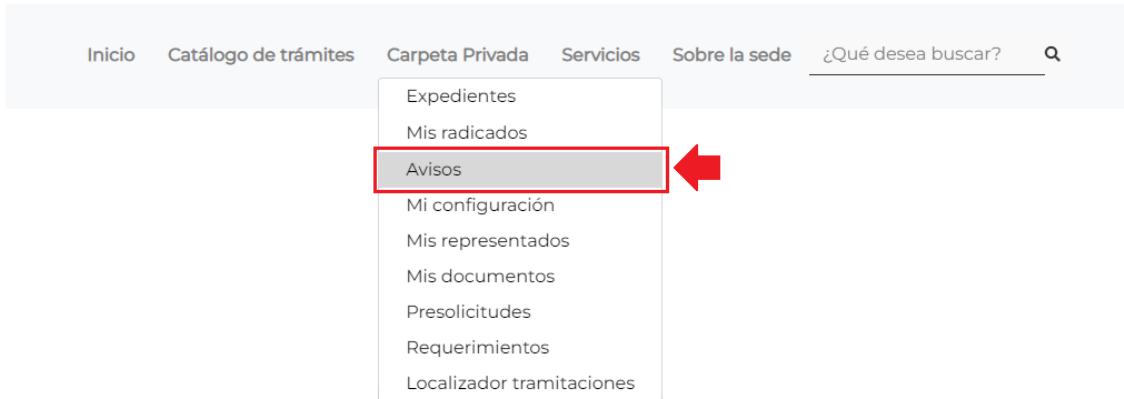 Inicio Catálogo de trámites Carpeta Privada Servicios Sobre la sede ¿Qué desea buscar?
Expedientes
Mis radicados
Avisos
Mi configuración
Mis representados
Mis documentos
Presolicitudes
Requerimientos
Localizador tramitaciones